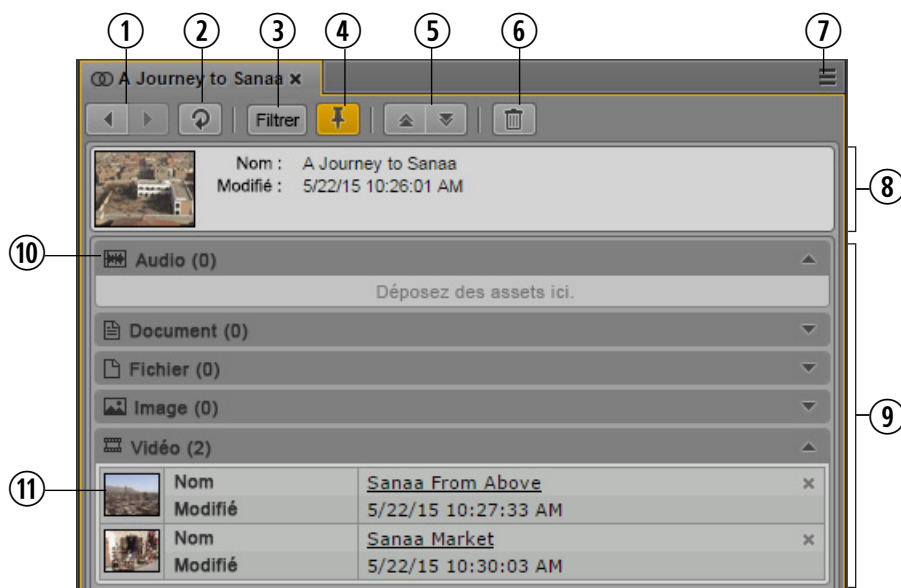 1 2 3 4 5 6 7
A Journey to Sanaa ×
Filtrer
Nom : A Journey to Sanaa
Modifié : 5/22/15 10:26:01 AM
8
10
Audio (0)
Déposez des assets ici.
Document (0)
Fichier (0)
Image (0)
9
Vidéo (2)
11
Nom Sanaa From Above ×
Modifié 5/22/15 10:27:33 AM
Nom Sanaa Market ×
Modifié 5/22/15 10:30:03 AM